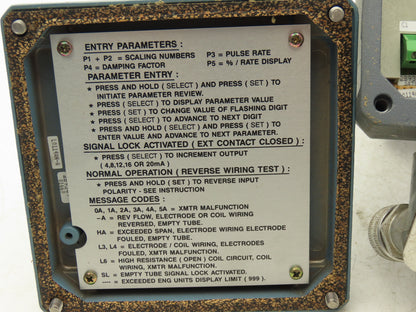 ENTRY PARAMETERS :
P1 + P2 = SCALING NUMBERS P3 = PULSE RATE
P4 = DAMPING FACTOR P5 = % / RATE DISPLAY
PARAMETER ENTRY :
★ PRESS AND HOLD ( SELECT ) AND PRESS ( SET ) TO
INITIATE PARAMETER REVIEW.
★ PRESS ( SELECT ) TO DISPLAY PARAMETER VALUE
★ PRESS ( SET ) TO CHANGE VALUE OF FLASHING DIGIT
★ PRESS ( SELECT ) TO ADVANCE TO NEXT DIGIT
★ PRESS AND HOLD ( SELECT ) AND PRESS ( SET ) TO
ENTER VALUE AND ADVANCE TO NEXT PARAMETER.
SIGNAL LOCK ACTIVATED ( EXT CONTACT CLOSED ) :
★ PRESS ( SELECT ) TO INCREMENT OUTPUT
( 4,8,12.16 OR 20mA )
NORMAL OPERATION ( REVERSE WIRING TEST ) :
★ PRESS AND HOLD ( SET ) TO REVERSE INPUT
POLARITY - SEE INSTRUCTION
MESSAGE CODES :
0A, 1A, 2A, 3A, 4A, 5A = XMTR MALFUNCTION
-A = REV FLOW, ELECTRODE OR COIL WIRING
REVERSED, EMPTY TUBE.
HA = EXCEEDED SPAN, ELECTRODE WIRING ELECTRODE
FOULED, EMPTY TUBE.
L3, L4 = ELECTRODE / COIL WIRING, ELECTRODES
FOULED, XMTR MALFUNCTION.
L6 = HIGH RESISTANCE ( OPEN ) COIL CIRCUIT, COIL
WIRING, XMTR MALFUNCTION.
SL = EMPTY TUBE SIGNAL LOCK ACTIVATED.
---- = EXCEEDED ENG UNITS DISPLAY LIMIT ( 999 ).